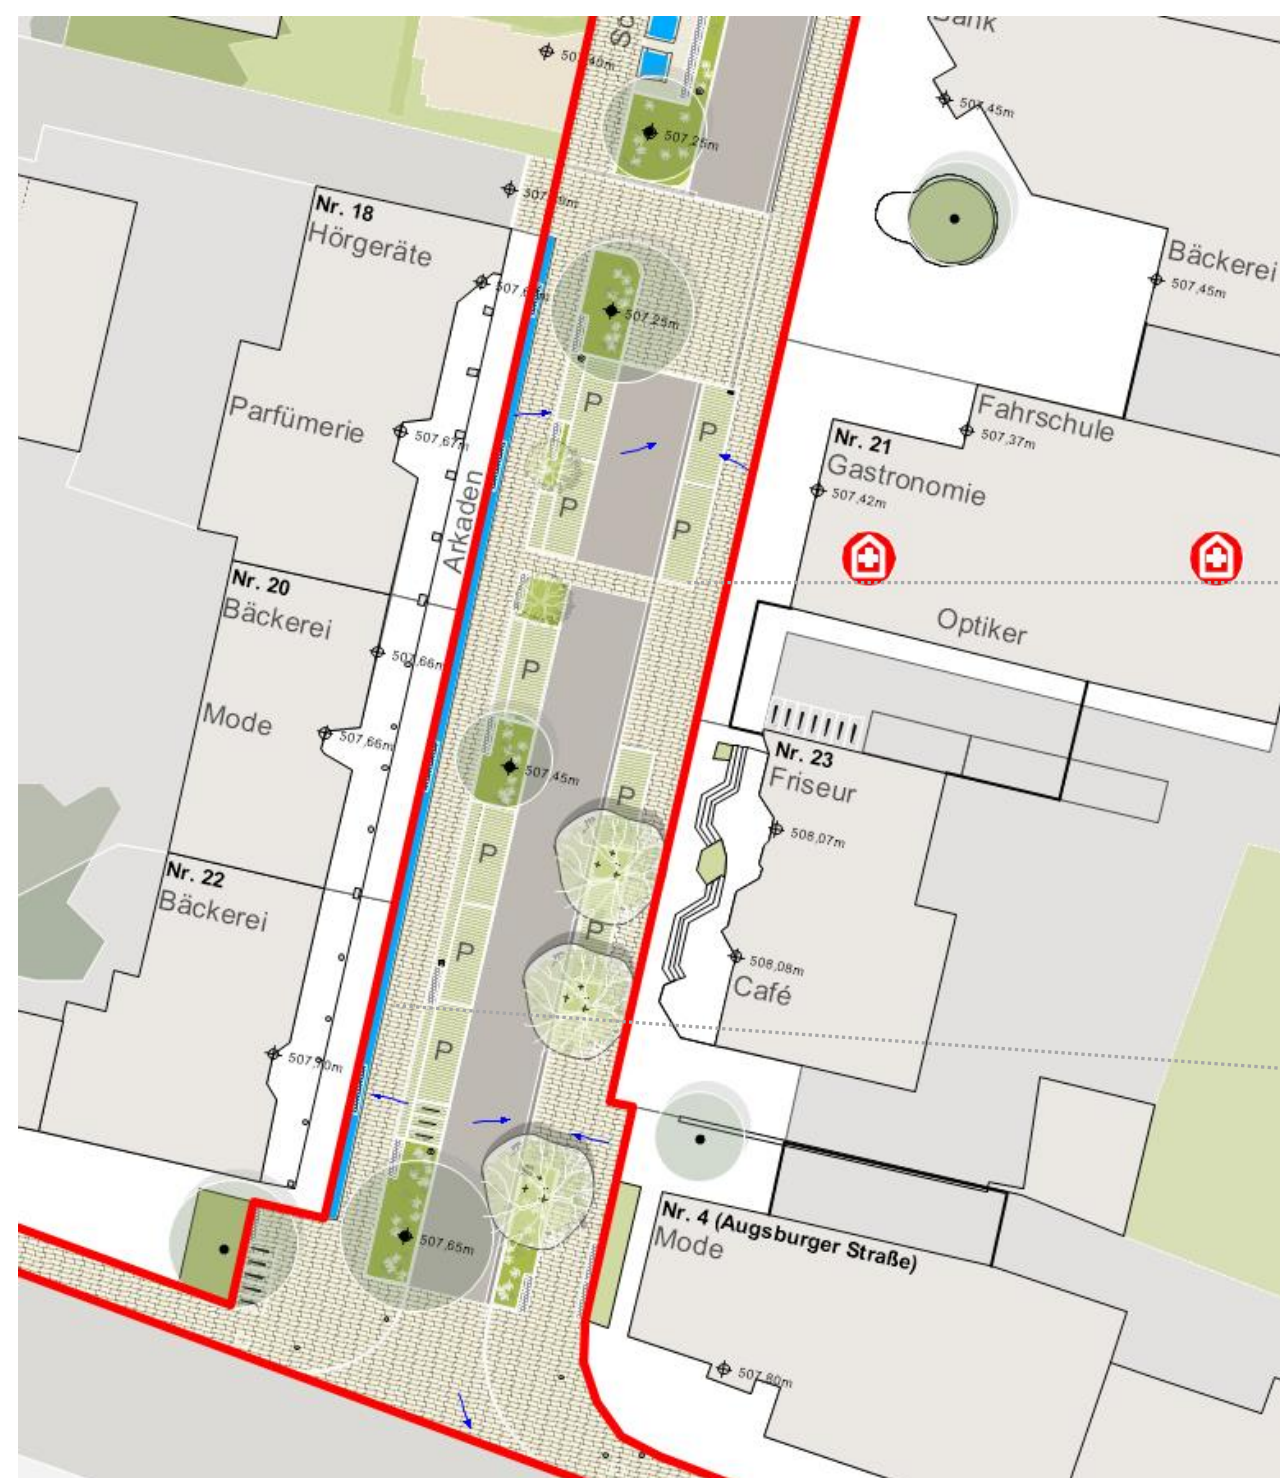 507,40m
507,45m
507,25m
Nr. 18
Hörgeräte
Bäckerei
507,45m
507,25m
P
Fahrschule
507,37m
Parfümerie
507,67m
P
Nr. 21
Gastronomie
507,42m
Arkaden
P
P
Nr. 20
Bäckerei
507,66m
Optiker
P
Mode
507,66m
507,45m
Nr. 23
Friseur
P
508,07m
P
Nr. 22
Bäckerei
P
P
508,08m
Café
P
507,70m
Nr. 4 (Augsburger Straße)
Mode
507,65m
507,80m